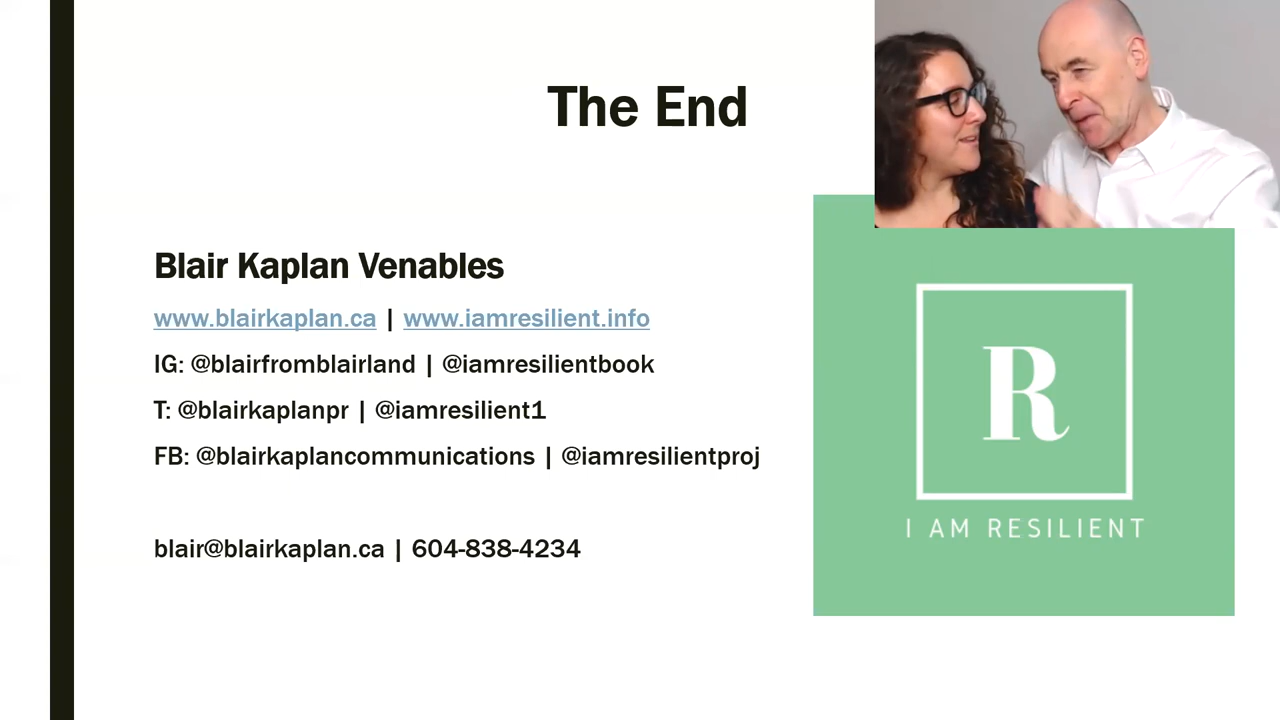 The End
Blair Kaplan Venables
www.blairkaplan.ca | www.iamresilient.info
IG: @blairfromblairland | @iamresilientbook
T: @blairkaplanpr | @iamresilient1
FB: @blairkaplancommunications | @iamresilientproj
blair@blairkaplan.ca | 604-838-4234
R
I AM RESILIENT